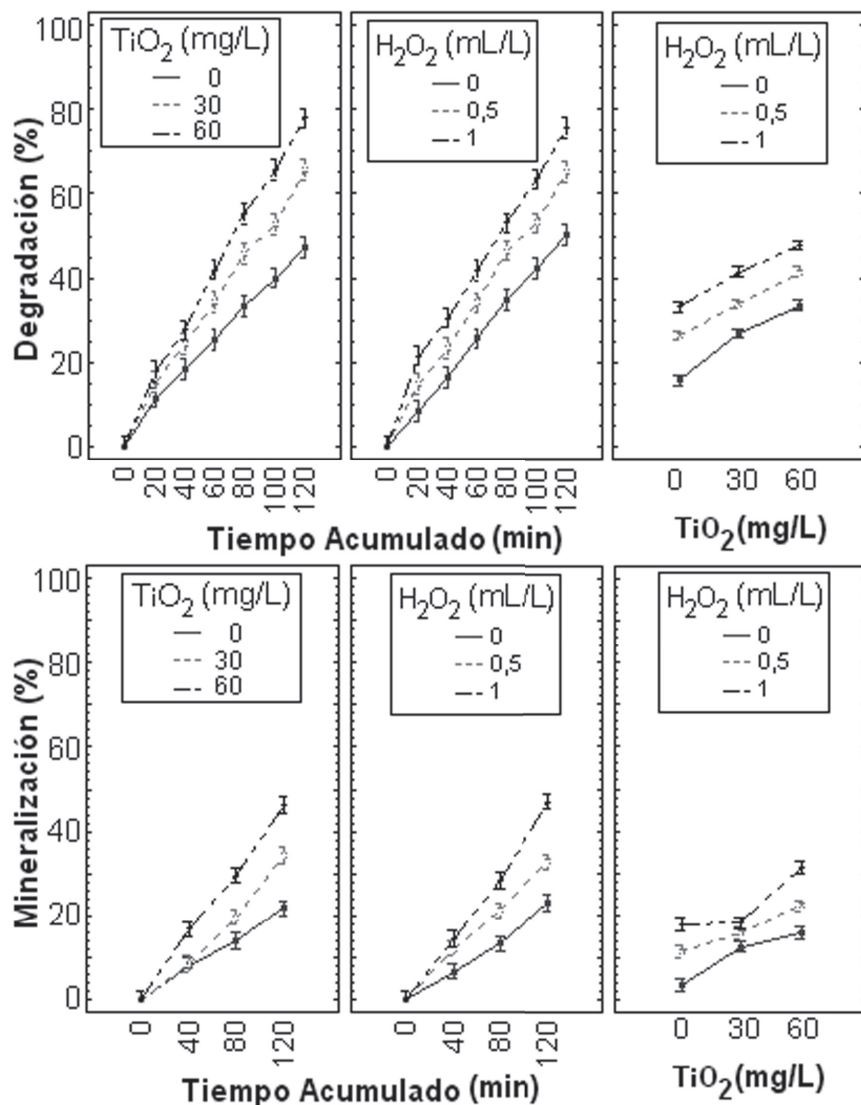 Degradación (%)
100
80
60
40
20
0
TiO2 (mg/L)
0
30
60
H2O2 (mL/L)
0
0,5
1
H2O2 (mL/L)
0
0,5
1
0 20 40 60 80 100 120
0 20 40 60 80 100 120
0 30 60
Tiempo Acumulado (min)
TiO2(mg/L)
Mineralización (%)
100
80
60
40
20
0
TiO2 (mg/L)
0
30
60
H2O2 (mL/L)
0
0,5
1
H2O2 (mL/L)
0
0,5
1
0 40 80 120
0 40 80 120
0 30 60
Tiempo Acumulado (min)
TiO2(mg/L)